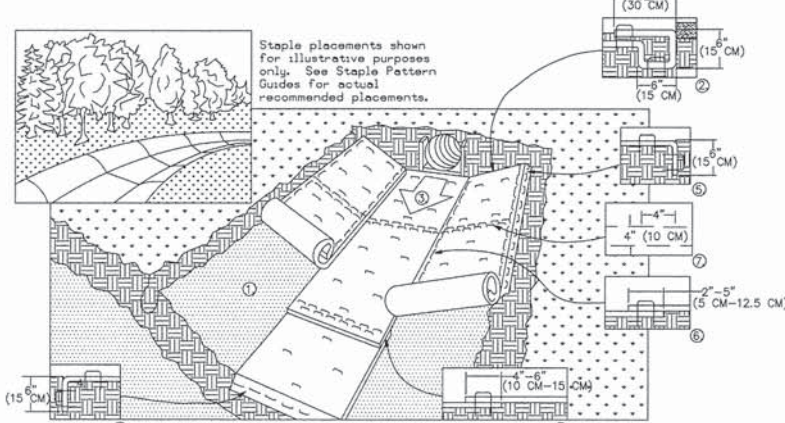 Staple placements shown
for illustrative purposes
only. See Staple Pattern
Guides for actual
recommended placements.
(30 CM)
6"
(15 CM)
6"
(15 CM)
②
6"
(15 CM)
⑤
③
4"
4" (10 CM)
⑦
①
2"-5"
(5 CM-12.5 CM)
⑥
6"
(15 CM)
4"-6"
(10 CM-15 CM)